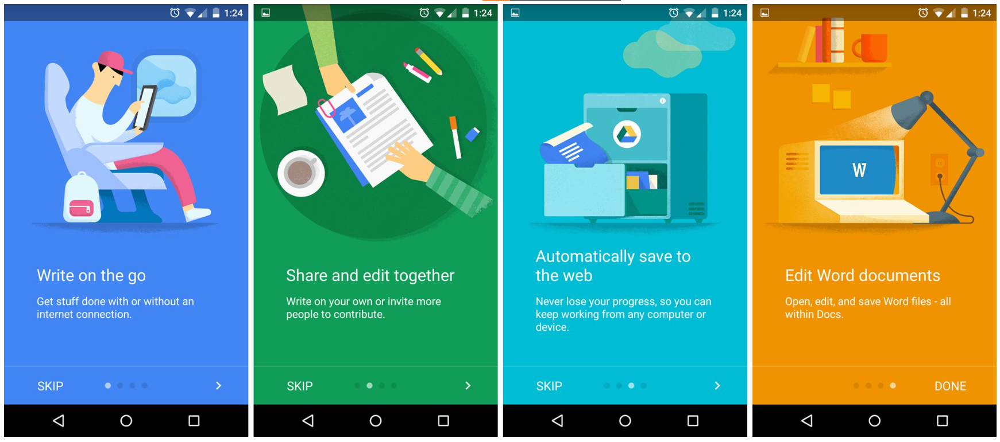 1:24
Write on the go
Get stuff done with or without an
internet connection.
SKIP
1:24
Share and edit together
Write on your own or invite more
people to contribute.
SKIP
1:24
Automatically save to
the web
Never lose your progress, so you can
keep working from any computer or
device.
SKIP
1:24
W
Edit Word documents
Open, edit, and save Word files - all
within Docs.
DONE